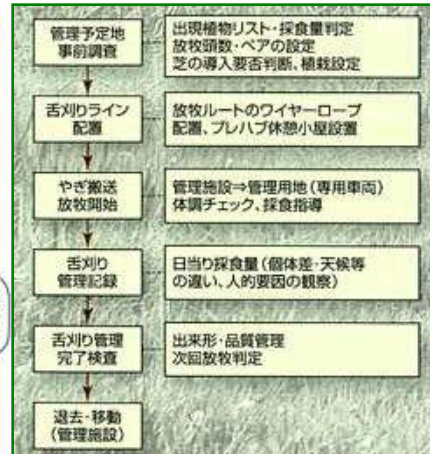 管理予定地
事前調査
出現植物リスト・採食量判定
放牧頭数・ペアの設定
芝の導入要否判断、植栽設定
舌刈りライン
配置
放牧ルートのワイヤーロープ
配置、プレハブ休憩小屋設置
やぎ搬送
放牧開始
管理施設⇒管理用地(専用車両)
体調チェック、採食指導
舌刈り
管理記録
日当り採食量(個体差・天候等
の違い、人的要因の観察)
舌刈り管理
完了検査
出来形・品質管理
次回放牧判定
退去・移動
(管理施設)